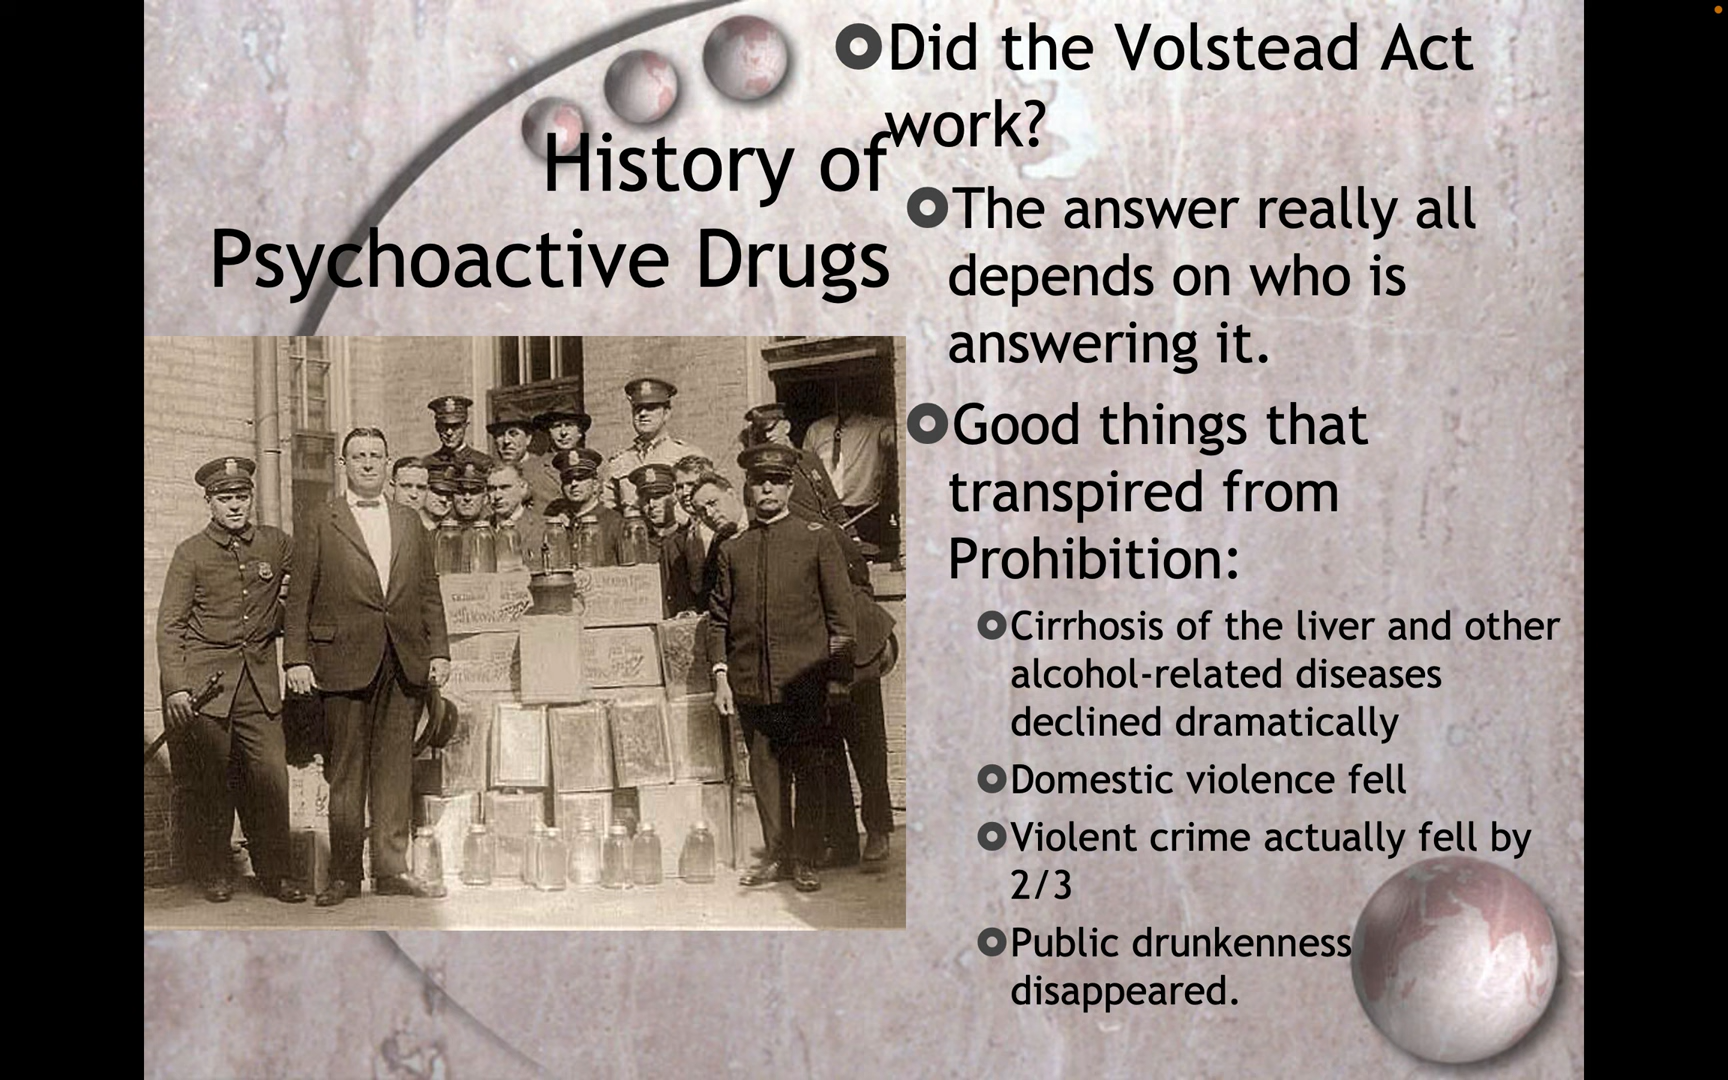 History of
Psychoactive Drugs
Did the Volstead Act
work?
The answer really all
depends on who is
answering it.
Good things that
transpired from
Prohibition:
Cirrhosis of the liver and other
alcohol-related diseases
declined dramatically
Domestic violence fell
Violent crime actually fell by
2/3
Public drunkenness
disappeared.